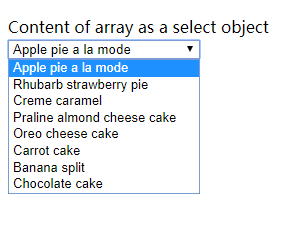 Content of array as a select object
Apple pie a la mode
Apple pie a la mode
Rhubarb strawberry pie
Creme caramel
Praline almond cheese cake
Oreo cheese cake
Carrot cake
Banana split
Chocolate cake